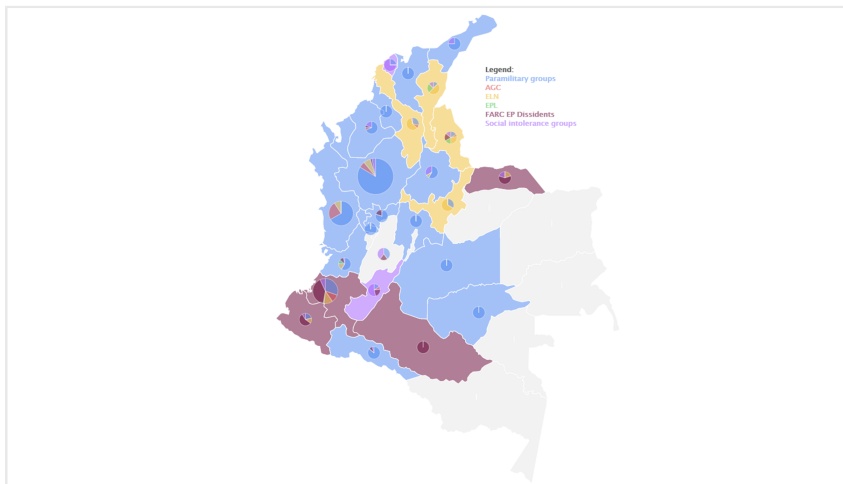 Legend:
Paramilitary groups
AGC
ELN
EPL
FARC EP Dissidents
Social intolerance groups